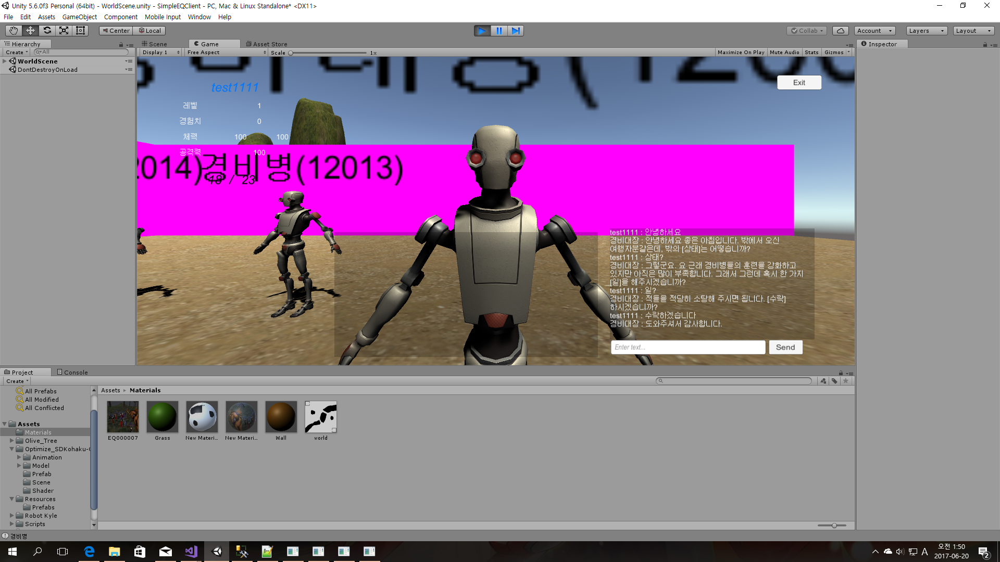 Unity 5.6.0f3 Personal (64bit) - WorldScene.unity - SimpleEQClient - PC, Mac & Linux Standalone* <DX11>
File Edit Assets GameObject Component Mobile Input Window Help
Center Local
Collab Account Layers Layout
Hierarchy
Scene Game Asset Store
Inspector
Create All
Display 1 Free Aspect Scale 1x
Maximize On Play Mute Audio Stats Gizmos
WorldScene
DontDestroyOnLoad
test1111
Exit
레벨 1
경험치 0
체력 100 100
공격력 100
2014)경비병(12013)
18 / 23
test1111 : 안녕하세요
경비대장 : 안녕하세요 좋은 아침입니다. 밖에서 오신
여행자분같은데, 밖의 [상태]는 어떻습니까?
test1111 : 상태?
경비대장 : 그렇군요. 요 근래 경비병들의 훈련을 강화하고
있지만 아직은 많이 부족합니다. 그래서 그런데 혹시 한 가지
[일]을 해주시겠습니까?
test1111 : 일?
경비대장 : 적들을 적당히 소탕해 주시면 됩니다. [수락]
하시겠습니까?
test1111 : 수락하겠습니다
경비대장 : 도와주셔서 감사합니다.
Enter text... Send
Project Console
Create
All Prefabs
All Modified
All Conflicted
Assets
Materials
Olive_Tree
Optimize_SDKohaku-
Animation
Model
Prefab
Scene
Shader
Resources
Prefabs
Robot Kyle
Scripts
Assets Materials
EQ000007 Grass New Materi... New Materi... Wall world
경비병
A
오전 1:50
2017-06-20
2